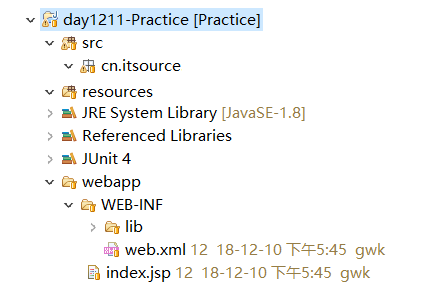 day1211-Practice [Practice]
src
cn.itsource
resources
JRE System Library [JavaSE-1.8]
Referenced Libraries
JUnit 4
webapp
WEB-INF
lib
web.xml 12 18-12-10 下午5:45 gwk
index.jsp 12 18-12-10 下午5:45 gwk